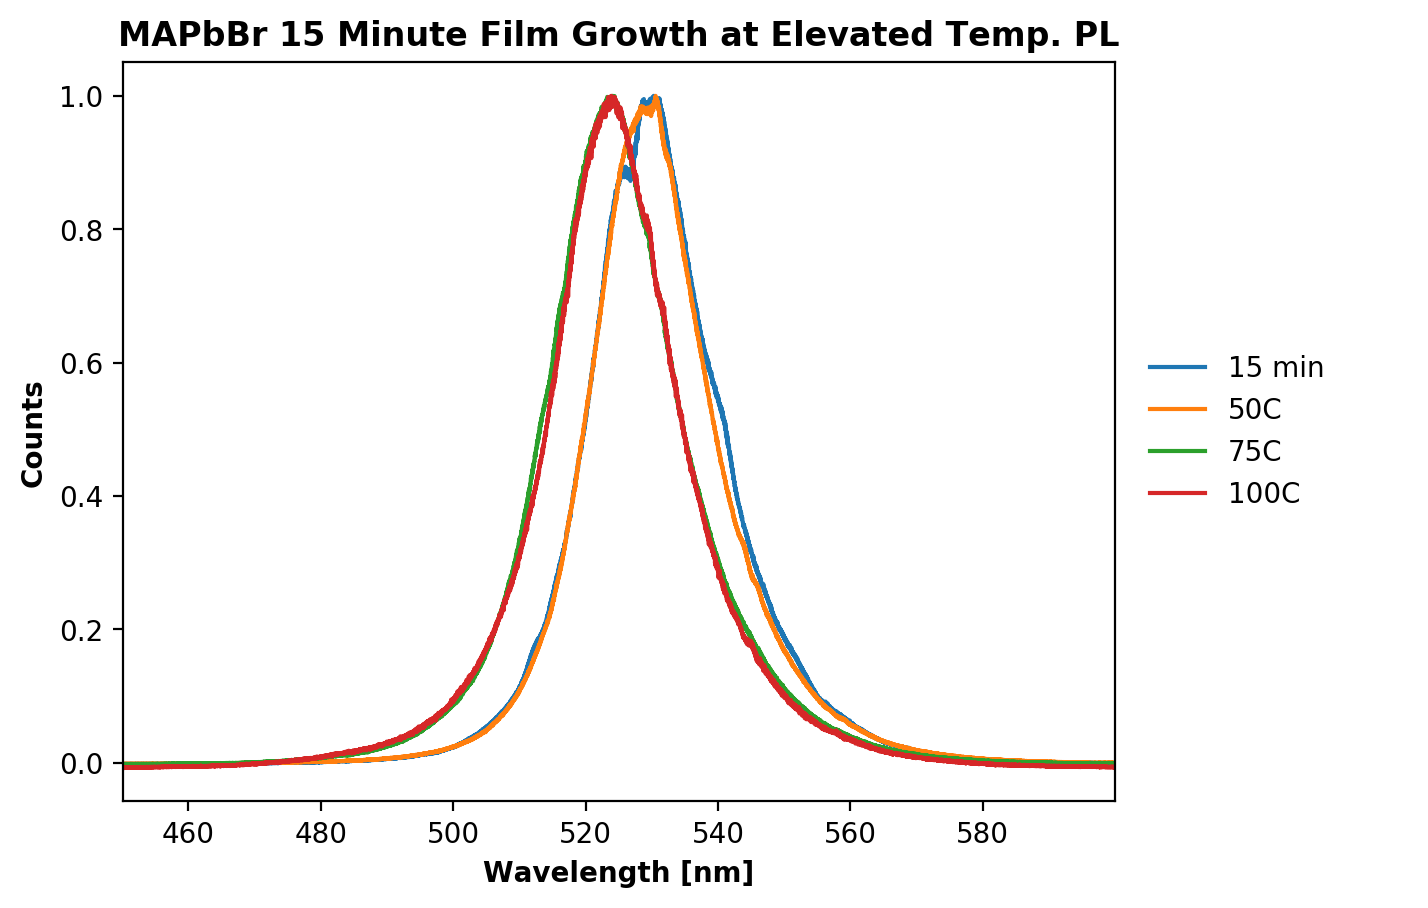 MAPbBr 15 Minute Film Growth at Elevated Temp. PL
1.0
0.8
0.6
0.4
0.2
0.0
Counts
460 480 500 520 540 560 580
Wavelength [nm]
15 min
50C
75C
100C